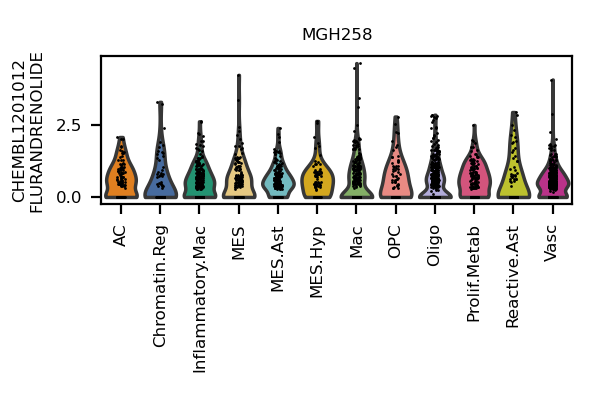 MGH258
CHEMBL1201012
FLURANDRENOLIDE
2.5
0.0
AC
Chromatin.Reg
Inflammatory.Mac
MES
MES.Ast
MES.Hyp
Mac
OPC
Oligo
Prolif.Metab
Reactive.Ast
Vasc